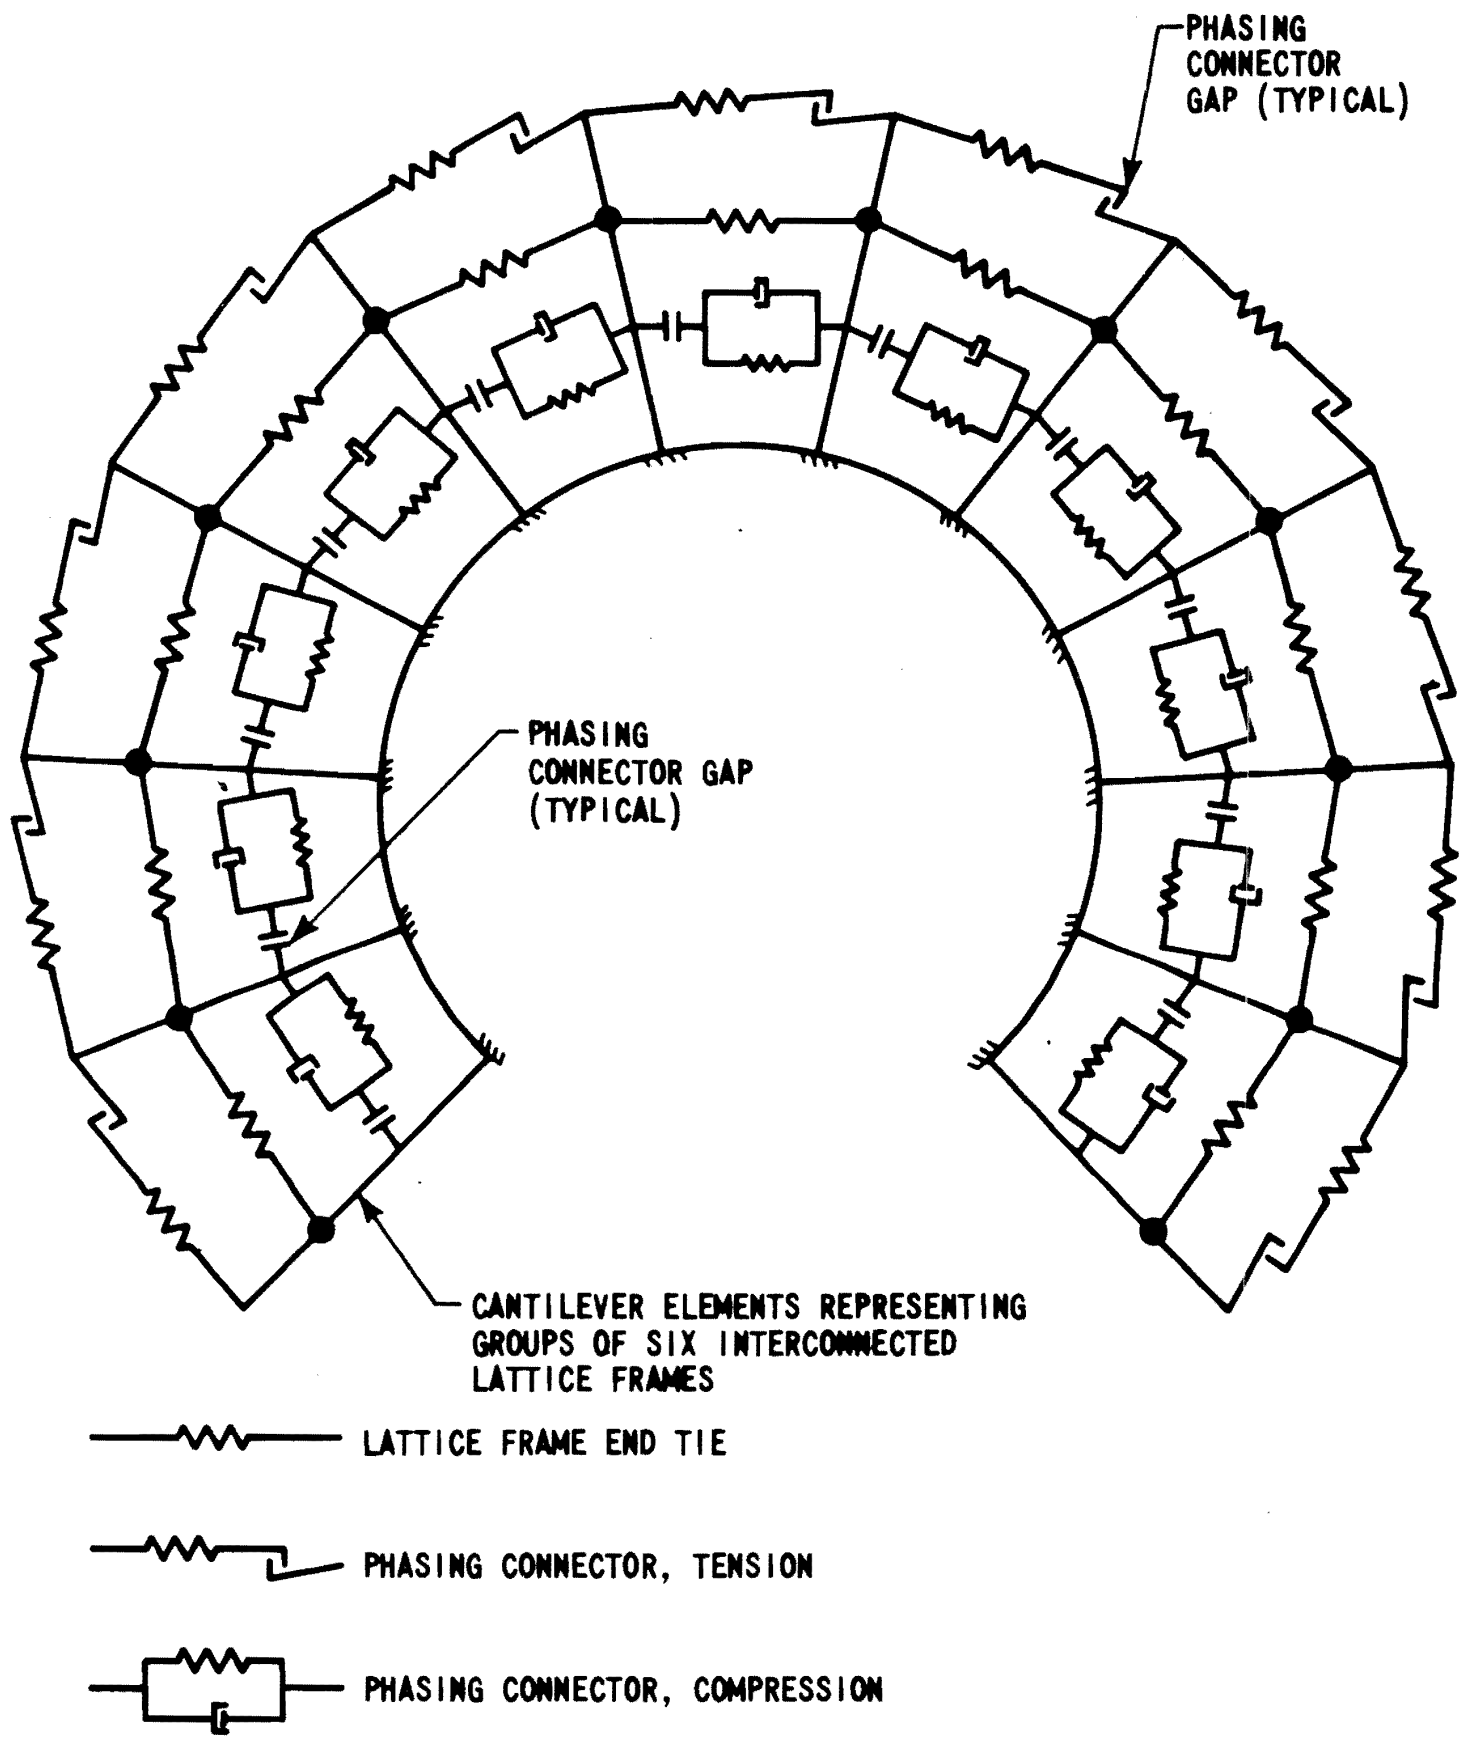 PHASING
CONNECTOR
GAP (TYPICAL)
PHASING
CONNECTOR GAP
(TYPICAL)
CANTILEVER ELEMENTS REPRESENTING
GROUPS OF SIX INTERCONNECTED
LATTICE FRAMES
LATTICE FRAME END TIE
PHASING CONNECTOR, TENSION
PHASING CONNECTOR, COMPRESSION